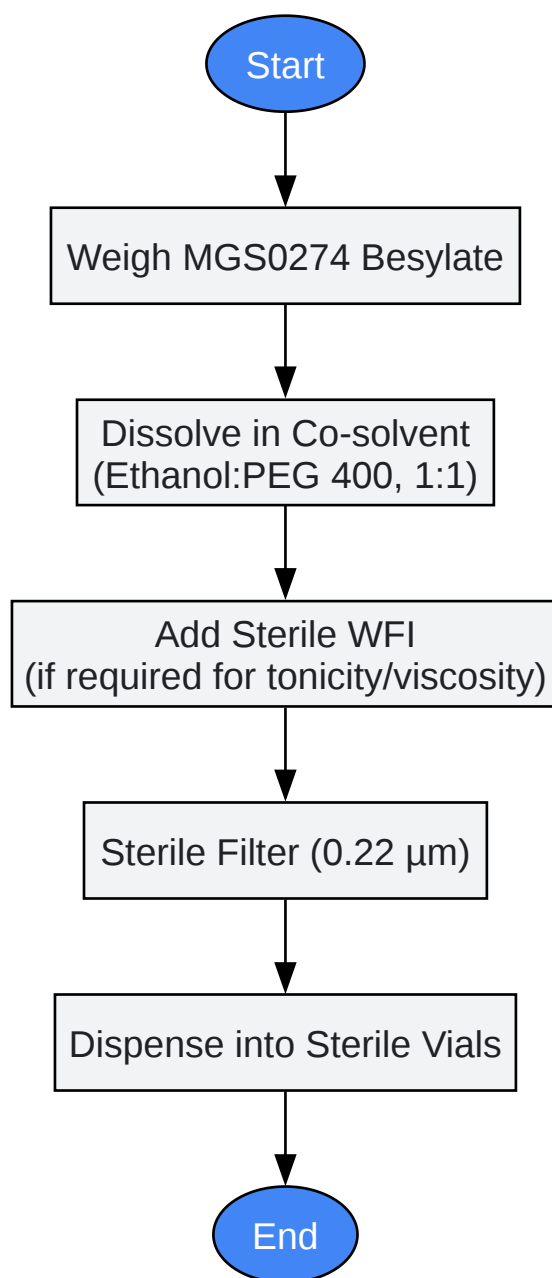 Start
Weigh MGS0274 Besylate
Dissolve in Co-solvent
(Ethanol:PEG 400, 1:1)
Add Sterile WFI
(if required for tonicity/viscosity)
Sterile Filter (0.22 µm)
Dispense into Sterile Vials
End